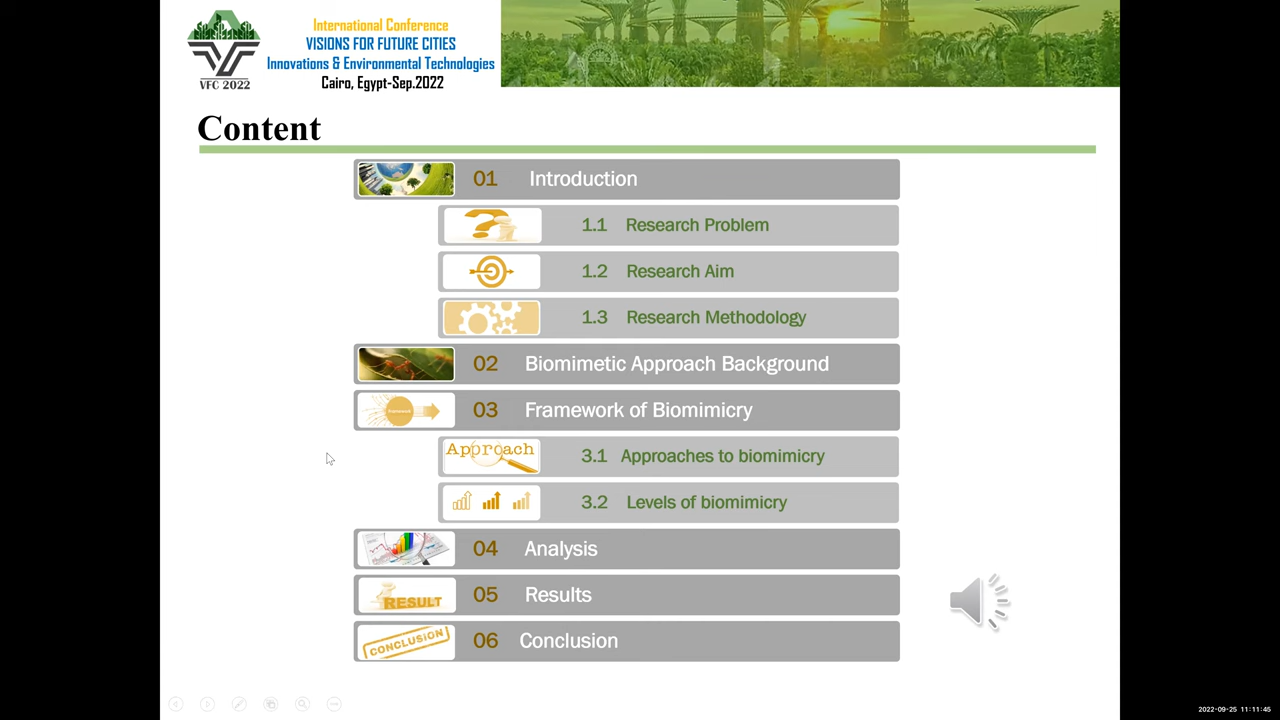 International Conference
VISIONS FOR FUTURE CITIES
Innovations & Environmental Technologies
Cairo, Egypt-Sep.2022
VFC 2022
Content
01 Introduction
1.1 Research Problem
1.2 Research Aim
1.3 Research Methodology
02 Biomimetic Approach Background
Framework
03 Framework of Biomimicry
Approach
3.1 Approaches to biomimicry
3.2 Levels of biomimicry
04 Analysis
RESULT
05 Results
CONCLUSION
06 Conclusion
2022-09-25 11:11:45